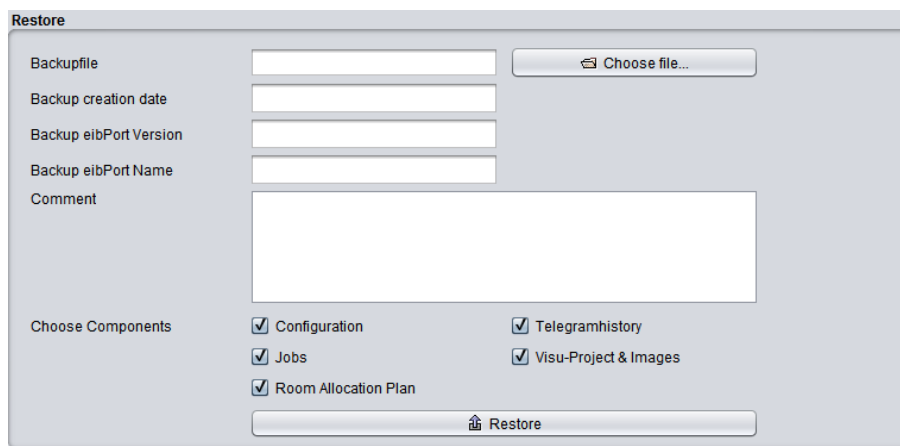 Restore
Backupfile
Choose file...
Backup creation date
Backup eibPort Version
Backup eibPort Name
Comment
Choose Components
Configuration
Telegramhistory
Jobs
Visu-Project & Images
Room Allocation Plan
Restore